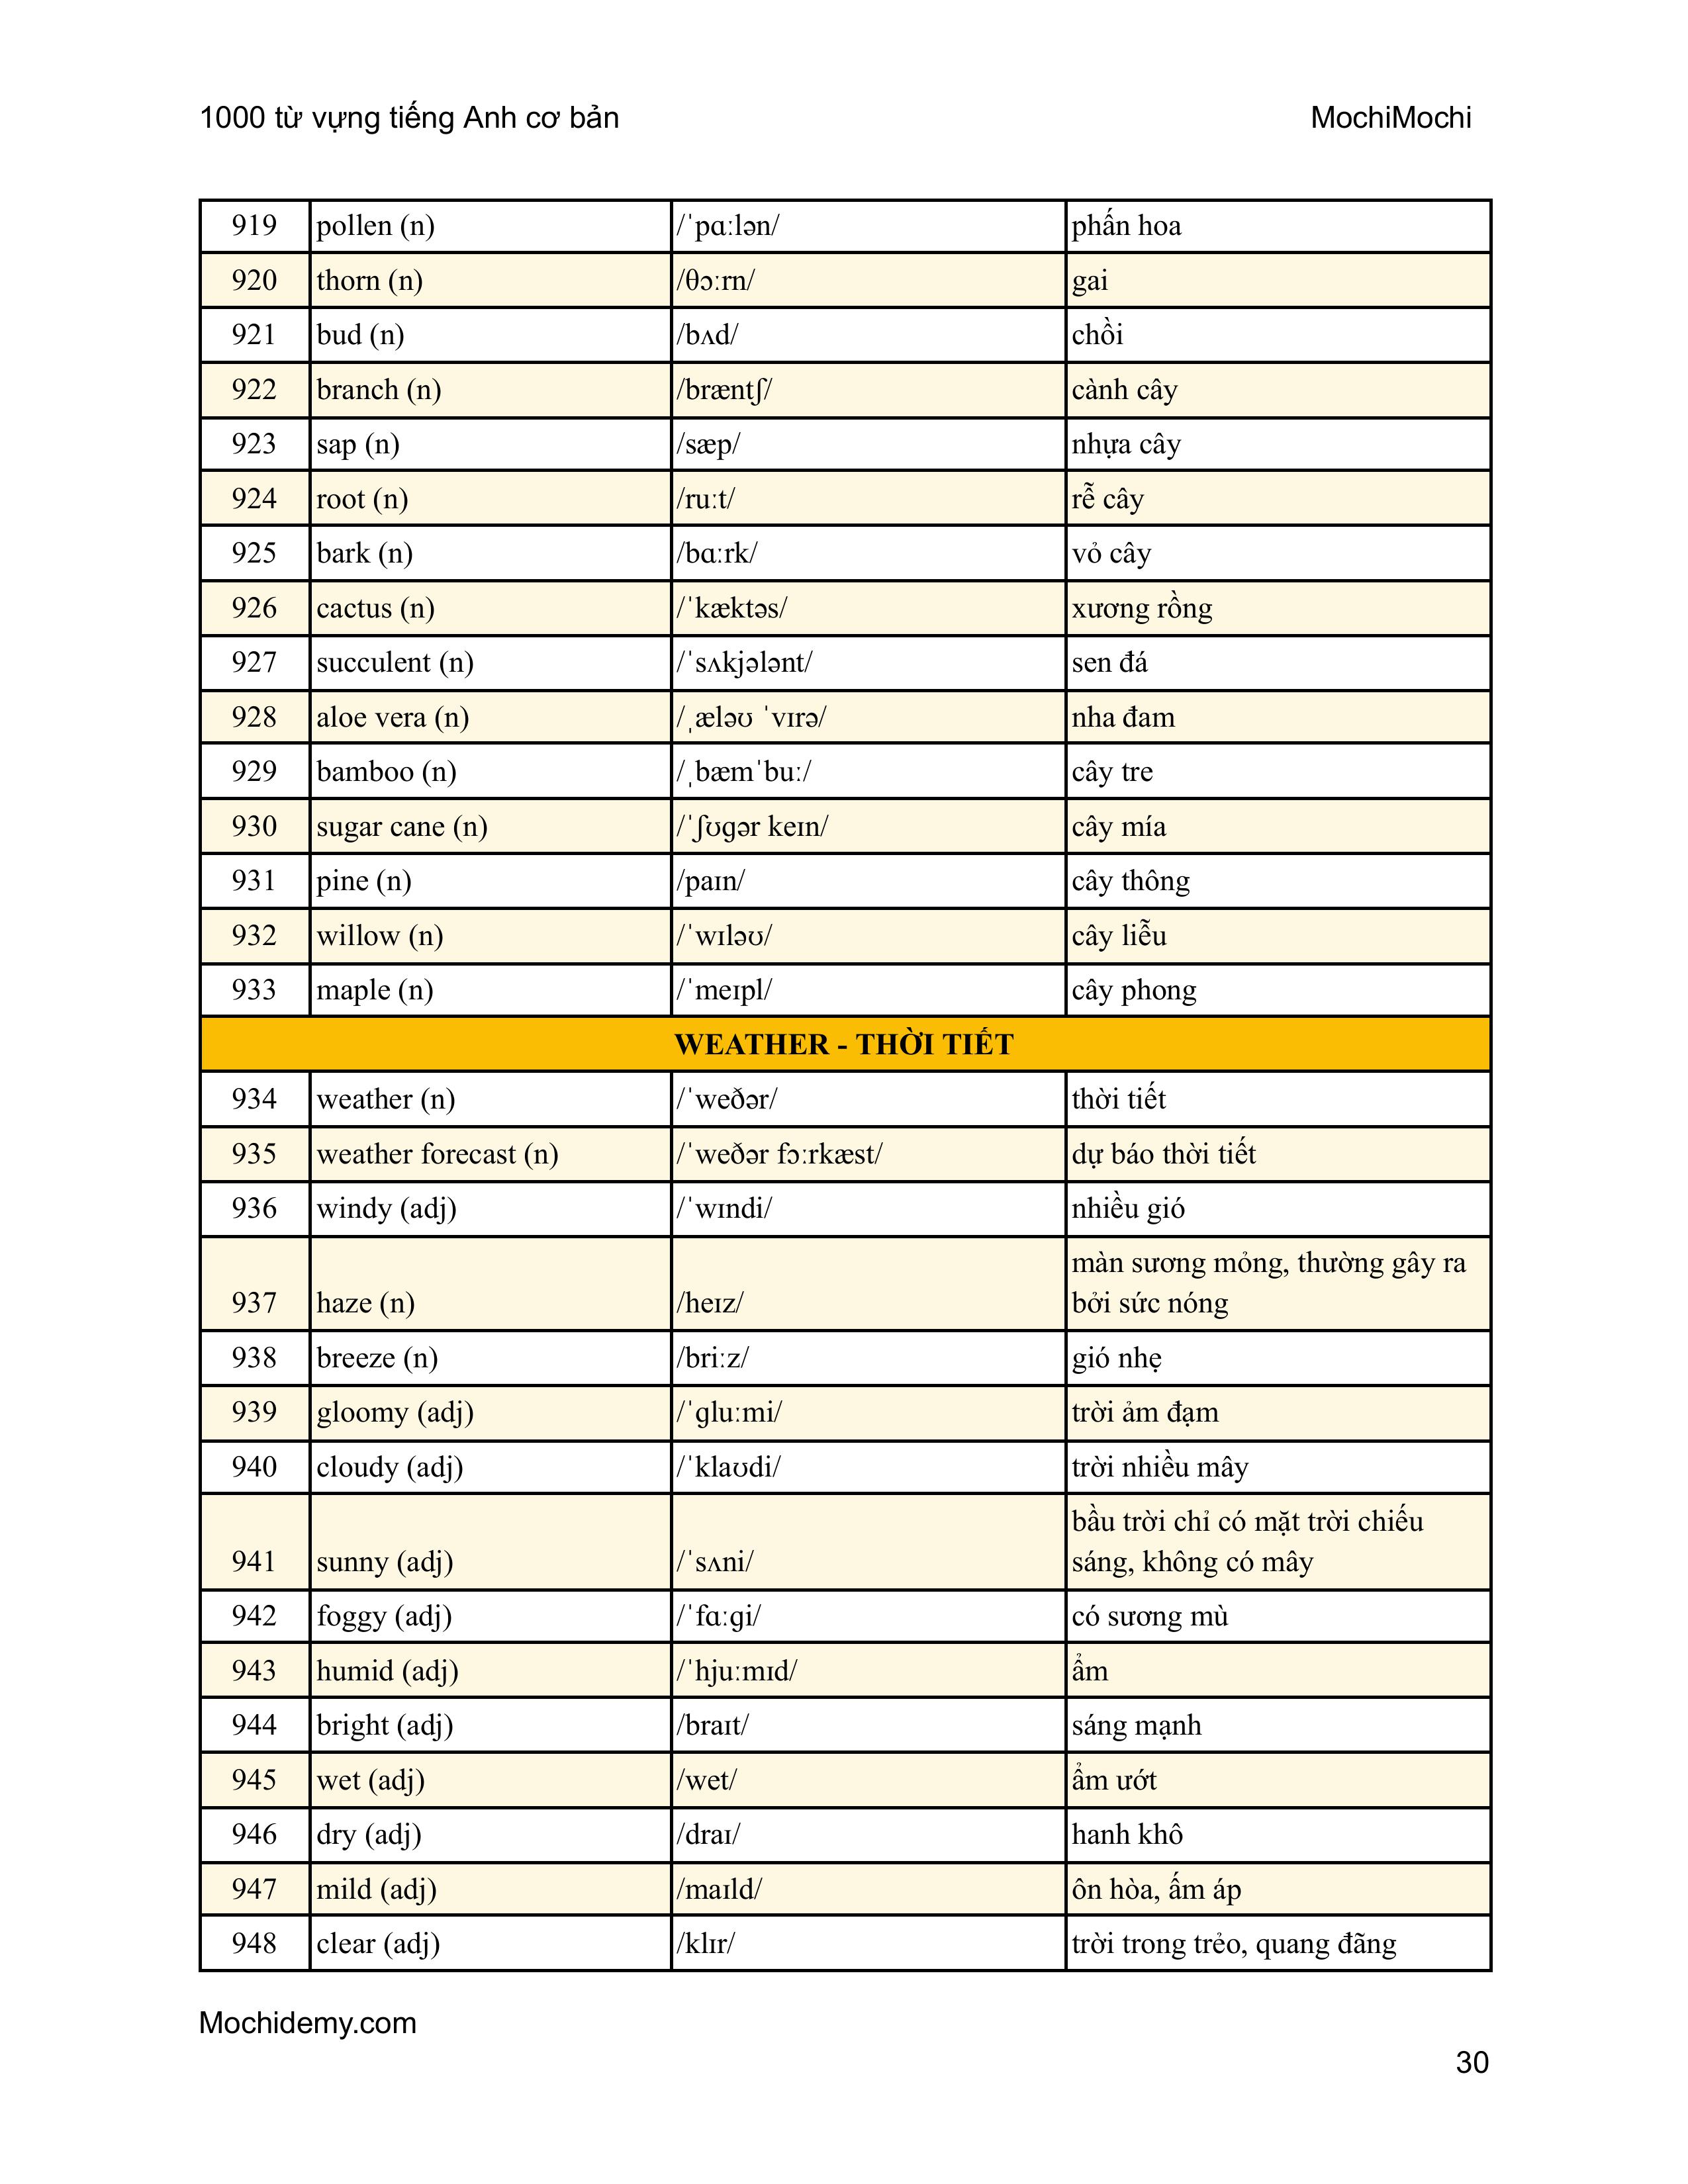 1000 từ vựng tiếng Anh cơ bản MochiMochi
919 pollen (n) /ˈpɑːlən/ phấn hoa
920 thorn (n) /θɔːrn/ gai
921 bud (n) /bʌd/ chồi
922 branch (n) /bræntʃ/ cành cây
923 sap (n) /sæp/ nhựa cây
924 root (n) /ruːt/ rễ cây
925 bark (n) /bɑːrk/ vỏ cây
926 cactus (n) /ˈkæktəs/ xương rồng
927 succulent (n) /ˈsʌkjələnt/ sen đá
928 aloe vera (n) /ˌæləʊ ˈvɪrə/ nha đam
929 bamboo (n) /ˌbæmˈbuː/ cây tre
930 sugar cane (n) /ˈʃʊɡər keɪn/ cây mía
931 pine (n) /paɪn/ cây thông
932 willow (n) /ˈwɪləʊ/ cây liễu
933 maple (n) /ˈmeɪpl/ cây phong
WEATHER - THỜI TIẾT
934 weather (n) /ˈweðər/ thời tiết
935 weather forecast (n) /ˈweðər fɔːrkæst/ dự báo thời tiết
936 windy (adj) /ˈwɪndi/ nhiều gió
màn sương mỏng, thường gây ra
937 haze (n) /heɪz/ bởi sức nóng
938 breeze (n) /briːz/ gió nhẹ
939 gloomy (adj) /ˈɡluːmi/ trời ảm đạm
940 cloudy (adj) /ˈklaʊdi/ trời nhiều mây
bầu trời chỉ có mặt trời chiếu
941 sunny (adj) /ˈsʌni/ sáng, không có mây
942 foggy (adj) /ˈfɑːɡi/ có sương mù
943 humid (adj) /ˈhjuːmɪd/ ẩm
944 bright (adj) /braɪt/ sáng mạnh
945 wet (adj) /wet/ ẩm ướt
946 dry (adj) /draɪ/ hanh khô
947 mild (adj) /maɪld/ ôn hòa, ấm áp
948 clear (adj) /klɪr/ trời trong trẻo, quang đãng
Mochidemy.com
30